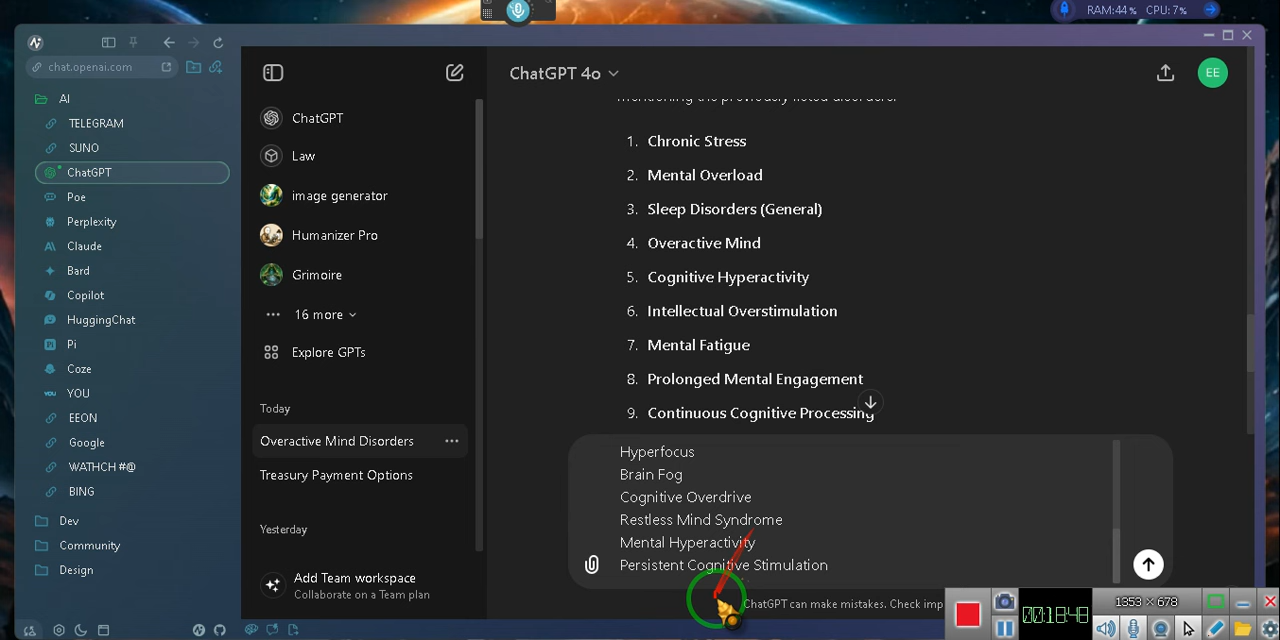 RAM:44% CPU:7%
chat.openai.com
AI
TELEGRAM
SUNO
ChatGPT
Poe
Perplexity
Claude
Bard
Copilot
HuggingChat
Pi
Coze
YOU
EEON
Google
WATHCH #@
BING
Dev
Community
Design
ChatGPT
Law
image generator
Humanizer Pro
Grimoire
16 more
Explore GPTs
Today
Overactive Mind Disorders
Treasury Payment Options
Yesterday
Add Team workspace
Collaborate on a Team plan
ChatGPT 4o
EE
mentioning the previously listed disorders:
1. Chronic Stress
2. Mental Overload
3. Sleep Disorders (General)
4. Overactive Mind
5. Cognitive Hyperactivity
6. Intellectual Overstimulation
7. Mental Fatigue
8. Prolonged Mental Engagement
9. Continuous Cognitive Processing
Hyperfocus
Brain Fog
Cognitive Overdrive
Restless Mind Syndrome
Mental Hyperactivity
Persistent Cognitive Stimulation
ChatGPT can make mistakes. Check imp
1353 × 678
00:18:48